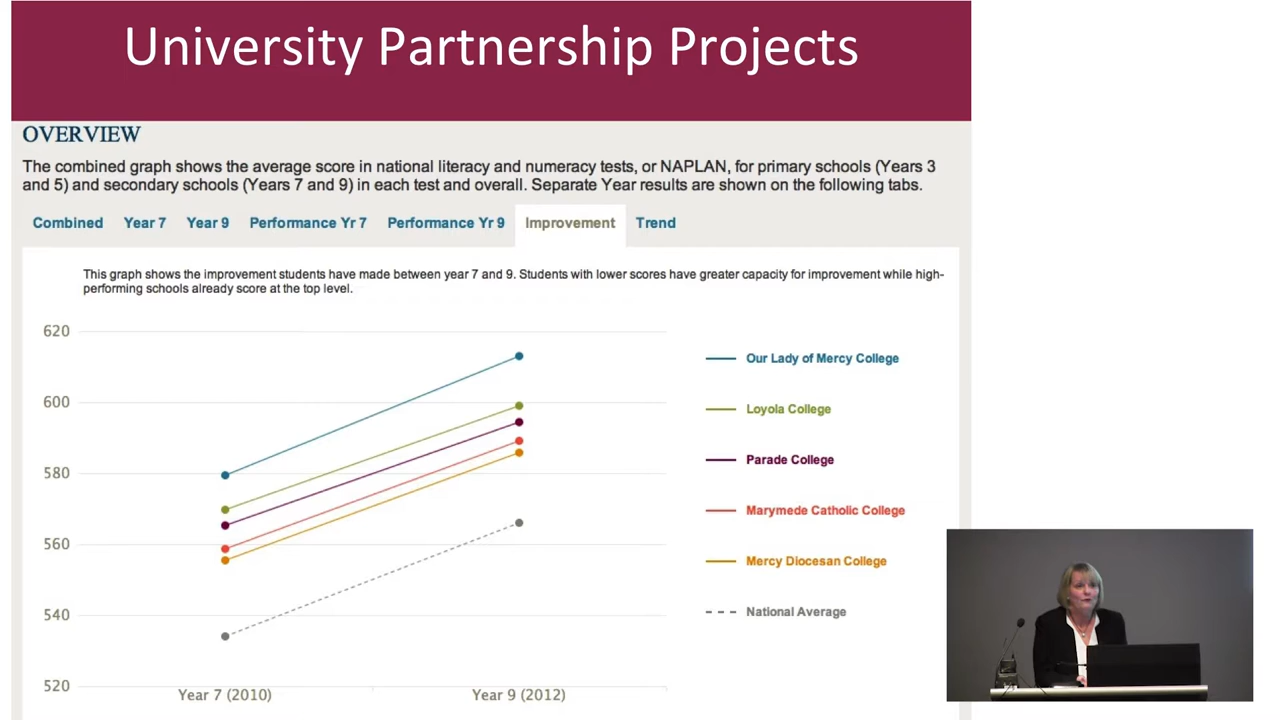 University Partnership Projects
OVERVIEW
The combined graph shows the average score in national literacy and numeracy tests, or NAPLAN, for primary schools (Years 3
and 5) and secondary schools (Years 7 and 9) in each test and overall. Separate Year results are shown on the following tabs.
Combined Year 7 Year 9 Performance Yr 7 Performance Yr 9 Improvement Trend
This graph shows the improvement students have made between year 7 and 9. Students with lower scores have greater capacity for improvement while high-
performing schools already score at the top level.
620
600
580
560
540
520
Year 7 (2010) Year 9 (2012)
Our Lady of Mercy College
Loyola College
Parade College
Marymede Catholic College
Mercy Diocesan College
National Average